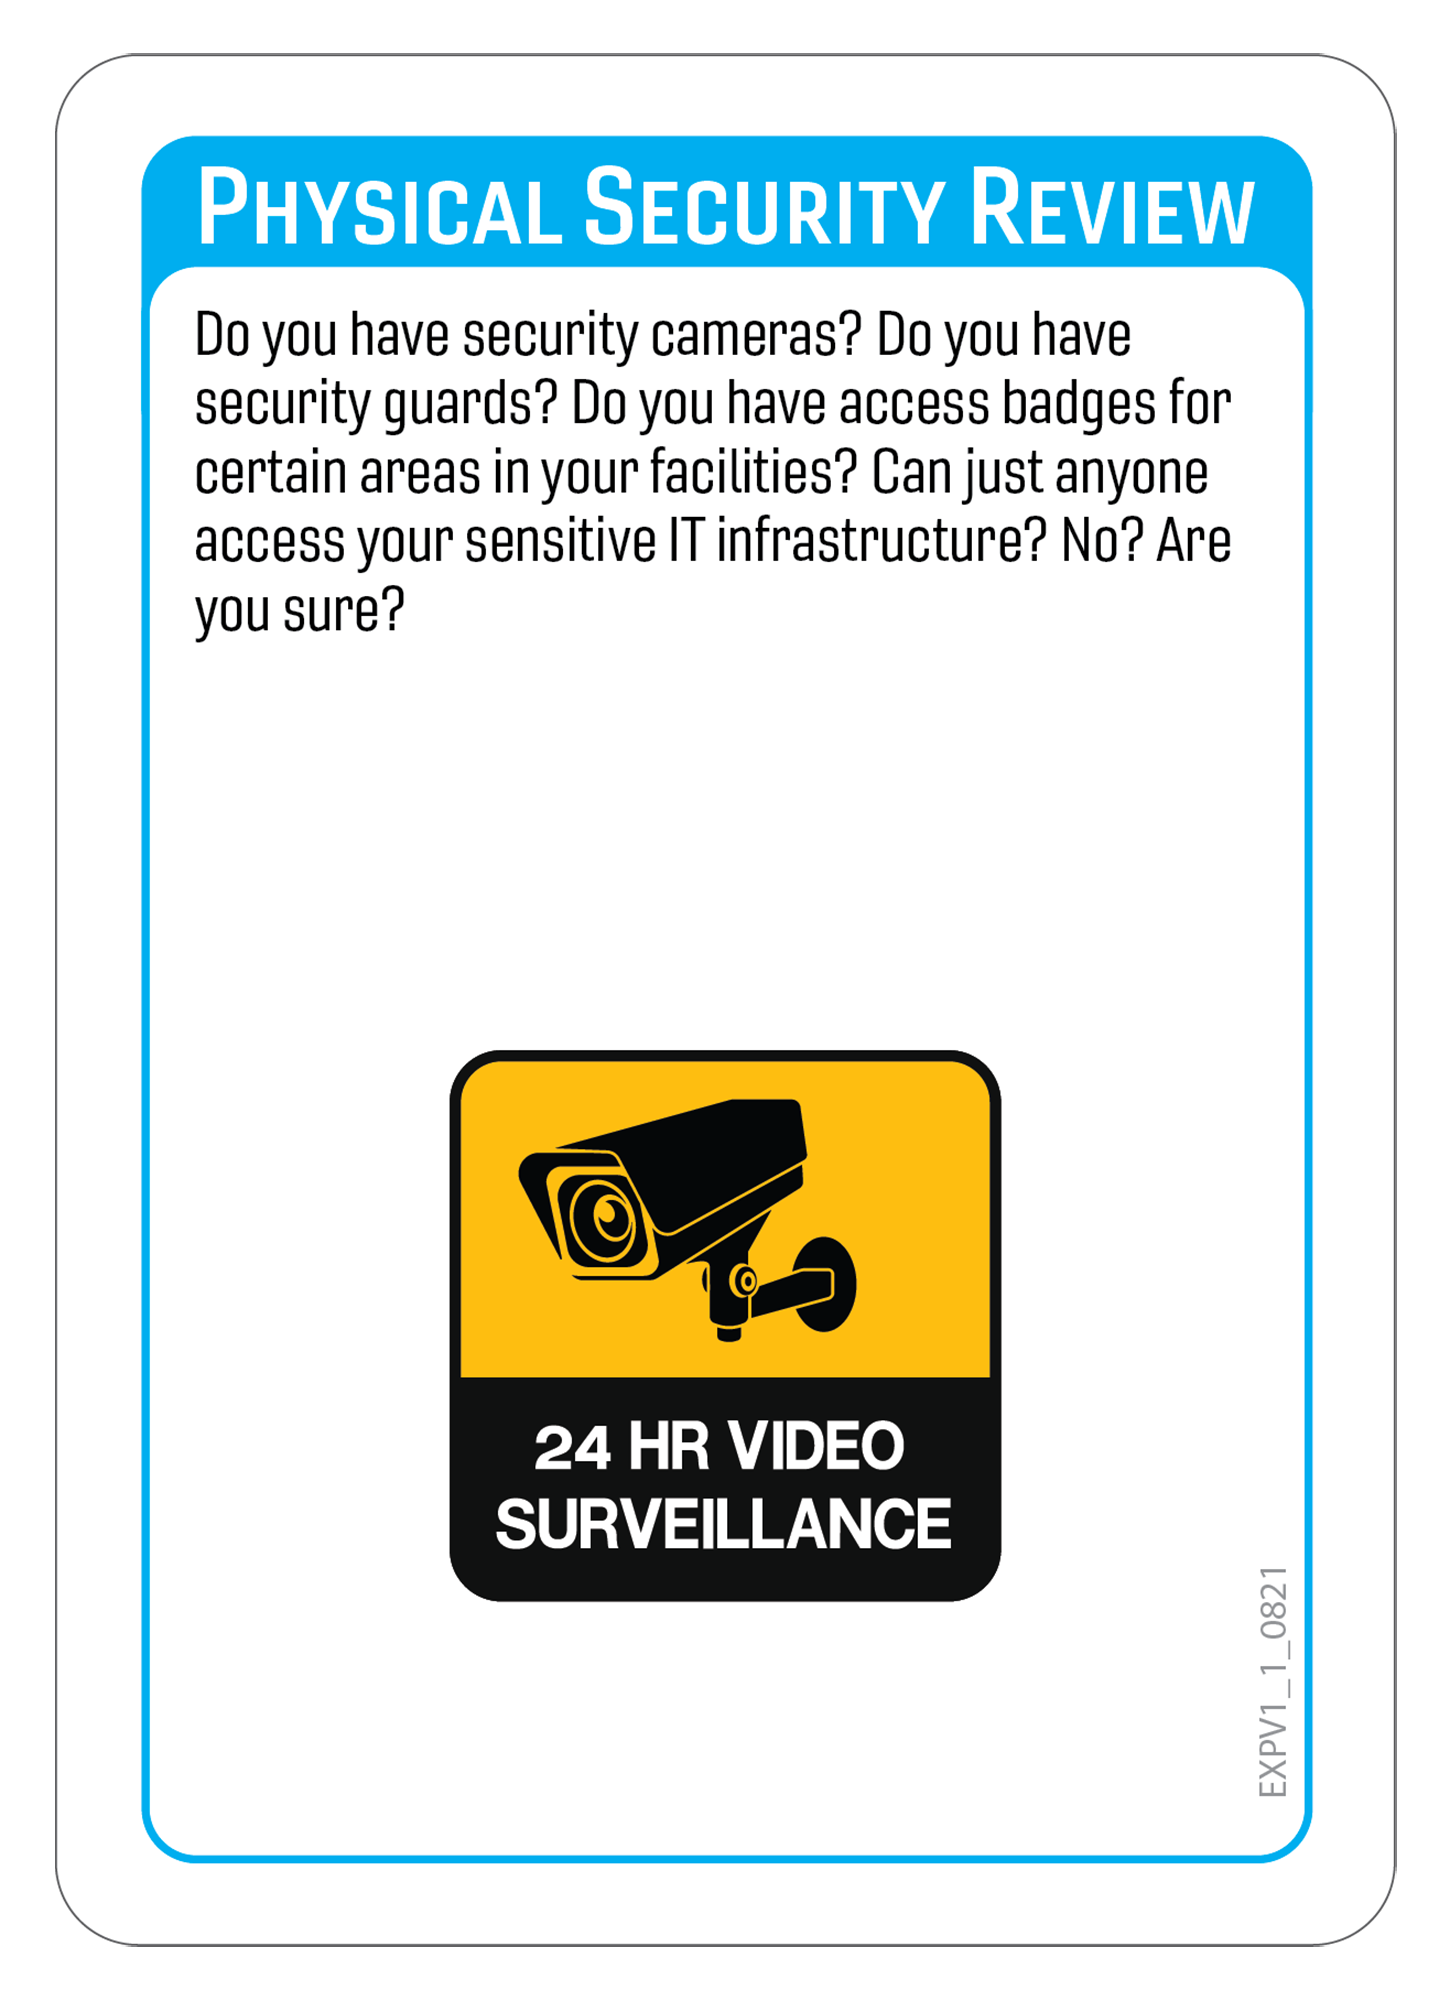 Physical Security Review
Do you have security cameras? Do you have
security guards? Do you have access badges for
certain areas in your facilities? Can just anyone
access your sensitive IT infrastructure? No? Are
you sure?
24 HR VIDEO
SURVEILLANCE
EXPV1_1_0821